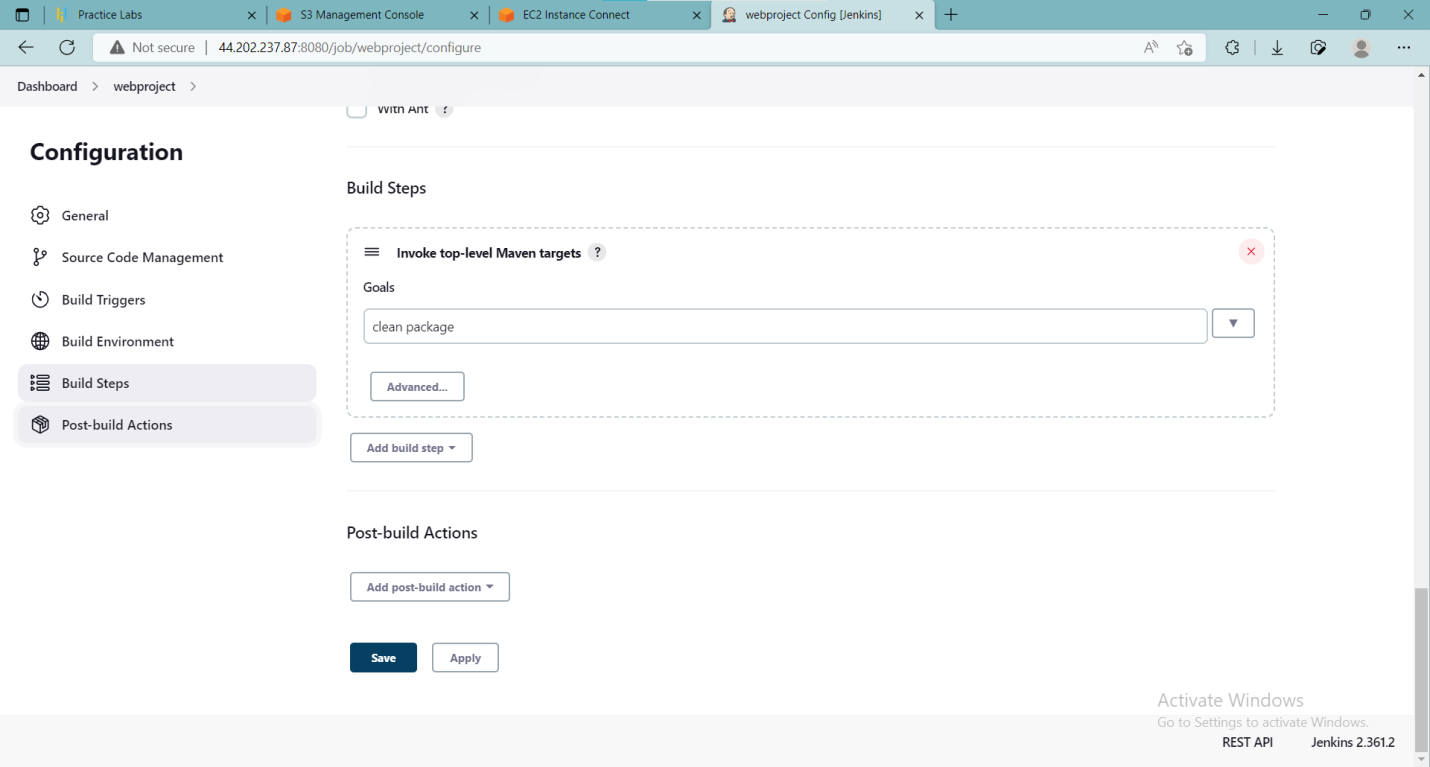 Practice Labs
S3 Management Console
EC2 Instance Connect
webproject Config [Jenkins]
Not secure
44.202.237.87:8080/job/webproject/configure
Dashboard
webproject
With Ant ?
Configuration
General
Source Code Management
Build Triggers
Build Environment
Build Steps
Post-build Actions
Build Steps
Invoke top-level Maven targets ?
Goals
clean package
Advanced...
Add build step
Post-build Actions
Add post-build action
Save
Apply
Activate Windows
Go to Settings to activate Windows.
REST API
Jenkins 2.361.2